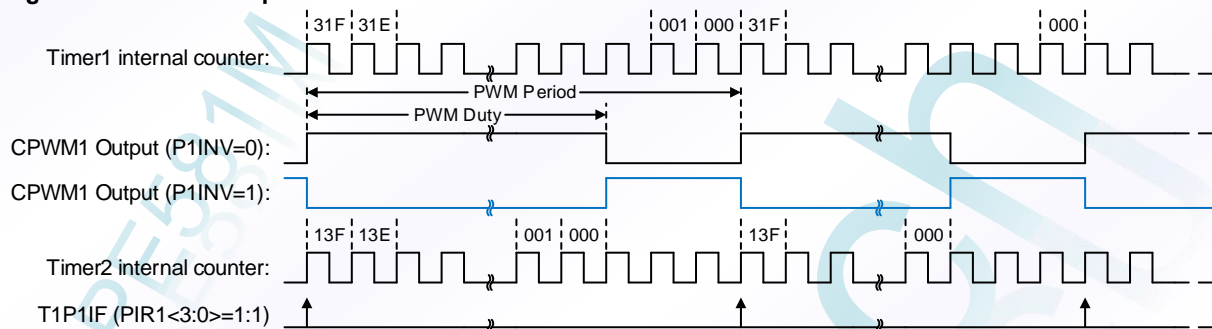 31F 31E 001 000 31F 000
Timer1 internal counter:
PWM Period
PWM Duty
CPWM1 Output (P1INV=0):
CPWM1 Output (P1INV=1):
13F 13E 001 000 13F 000
Timer2 internal counter:
T1P1IF (PIR1<3:0>=1:1)